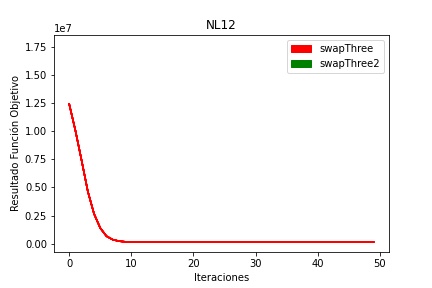 NL12
1e7
swapThree
swapThree2
1.75
1.50
1.25
1.00
0.75
0.50
0.25
0.00
Resultado Función Objetivo
0 10 20 30 40 50
Iteraciones